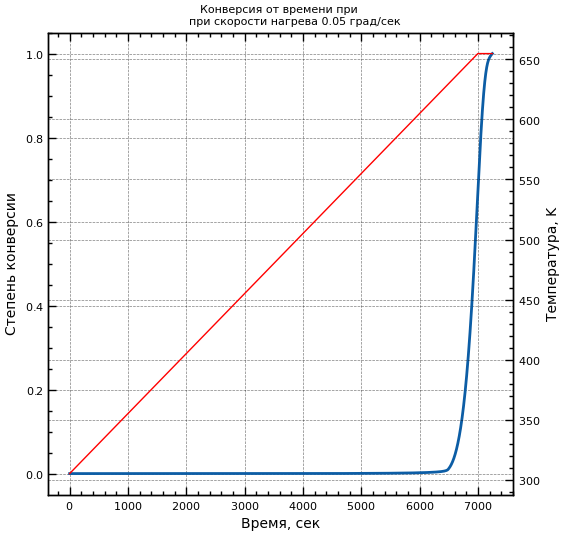 Конверсия от времени при
при скорости нагрева 0.05 град/сек
1.0
0.8
0.6
0.4
0.2
0.0
Степень конверсии
650
600
550
500
450
400
350
300
Температура, K
0 1000 2000 3000 4000 5000 6000 7000
Время, сек